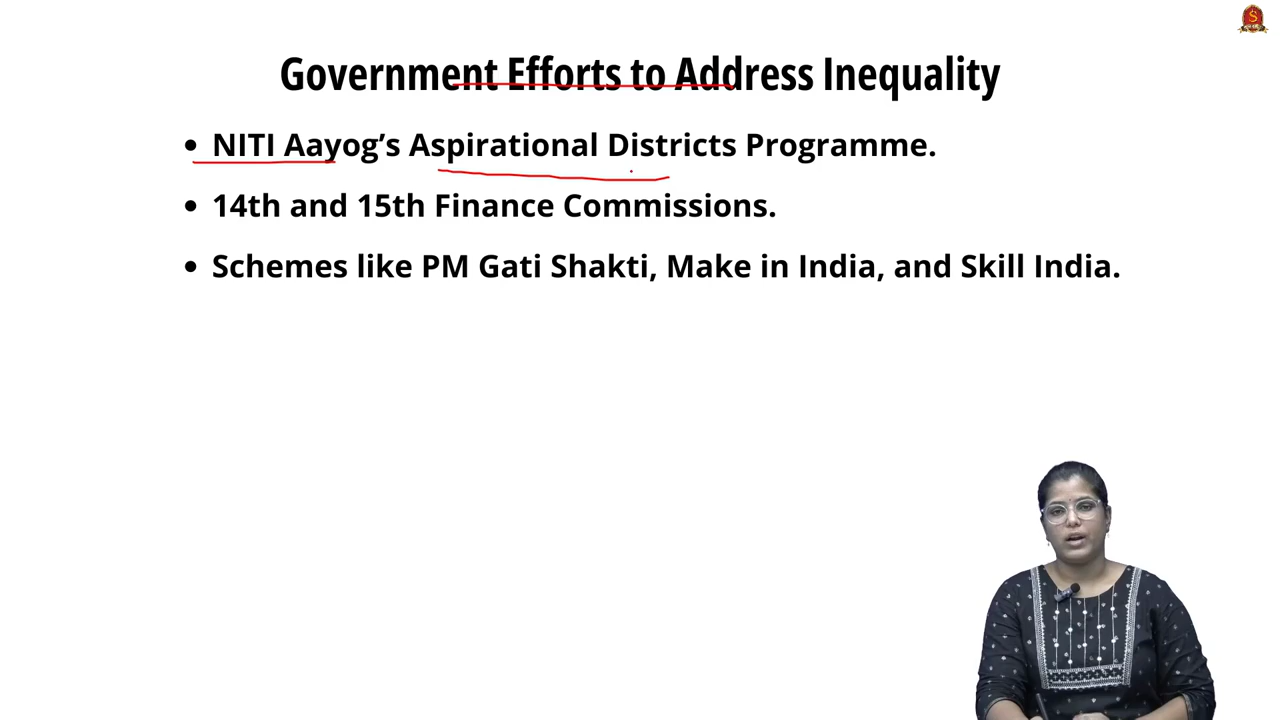 Government Efforts to Address Inequality
• NITI Aayog’s Aspirational Districts Programme.
• 14th and 15th Finance Commissions.
• Schemes like PM Gati Shakti, Make in India, and Skill India.